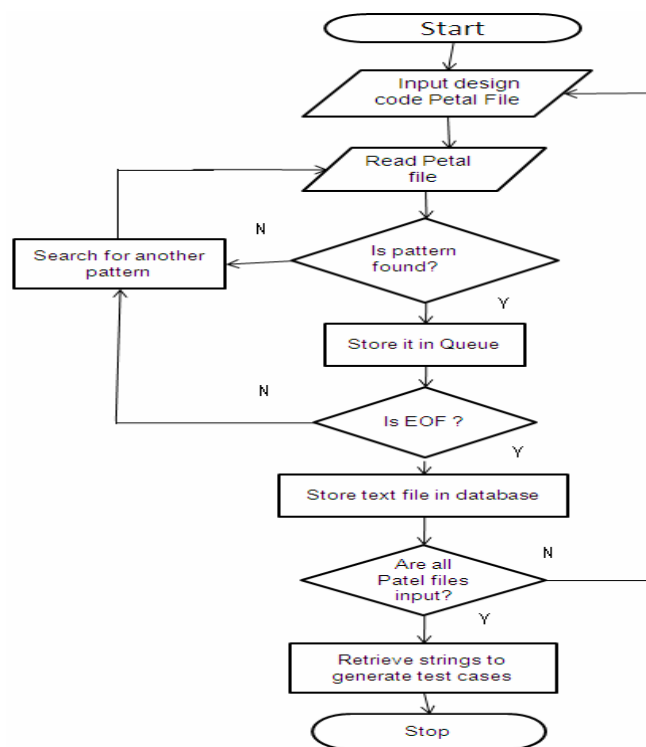 Start
Input design
code Petal File
Read Petal
file
N
Is pattern
found?
Search for another
pattern
Y
Store it in Queue
N
Is EOF ?
Y
Store text file in database
Are all
Patel files
input?
N
Y
Retrieve strings to
generate test cases
Stop